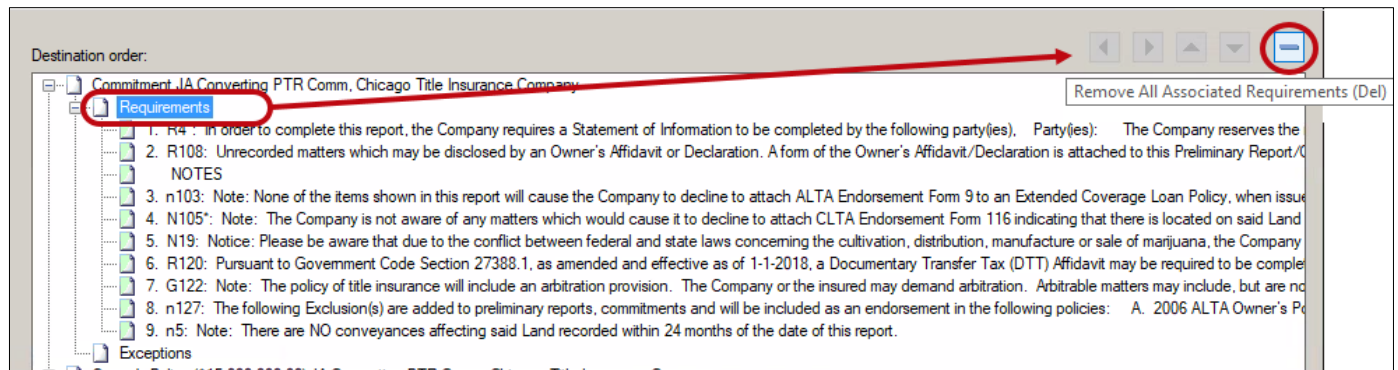 Destination order:
Commitment JA Converting PTR Comm, Chicago Title Insurance Company
Remove All Associated Requirements (Del)
Requirements
1. R4*: In order to complete this report, the Company requires a Statement of Information to be completed by the following party(ies), Party(ies): The Company reserves the
2. R108: Unrecorded matters which may be disclosed by an Owner's Affidavit or Declaration. A form of the Owner's Affidavit/Declaration is attached to this Preliminary Report/
NOTES
3. n103: Note: None of the items shown in this report will cause the Company to decline to attach ALTA Endorsement Form 9 to an Extended Coverage Loan Policy, when issue
4. N105*: Note: The Company is not aware of any matters which would cause it to decline to attach CLTA Endorsement Form 116 indicating that there is located on said Land
5. N19: Notice: Please be aware that due to the conflict between federal and state laws concerning the cultivation, distribution, manufacture or sale of marijuana, the Company
6. R120: Pursuant to Government Code Section 27388.1, as amended and effective as of 1-1-2018, a Documentary Transfer Tax (DTT) Affidavit may be required to be comple
7. G122: Note: The policy of title insurance will include an arbitration provision. The Company or the insured may demand arbitration. Arbitrable matters may include, but are no
8. n127: The following Exclusion(s) are added to preliminary reports, commitments and will be included as an endorsement in the following policies: A. 2006 ALTA Owner's Po
9. n5: Note: There are NO conveyances affecting said Land recorded within 24 months of the date of this report.
Exceptions